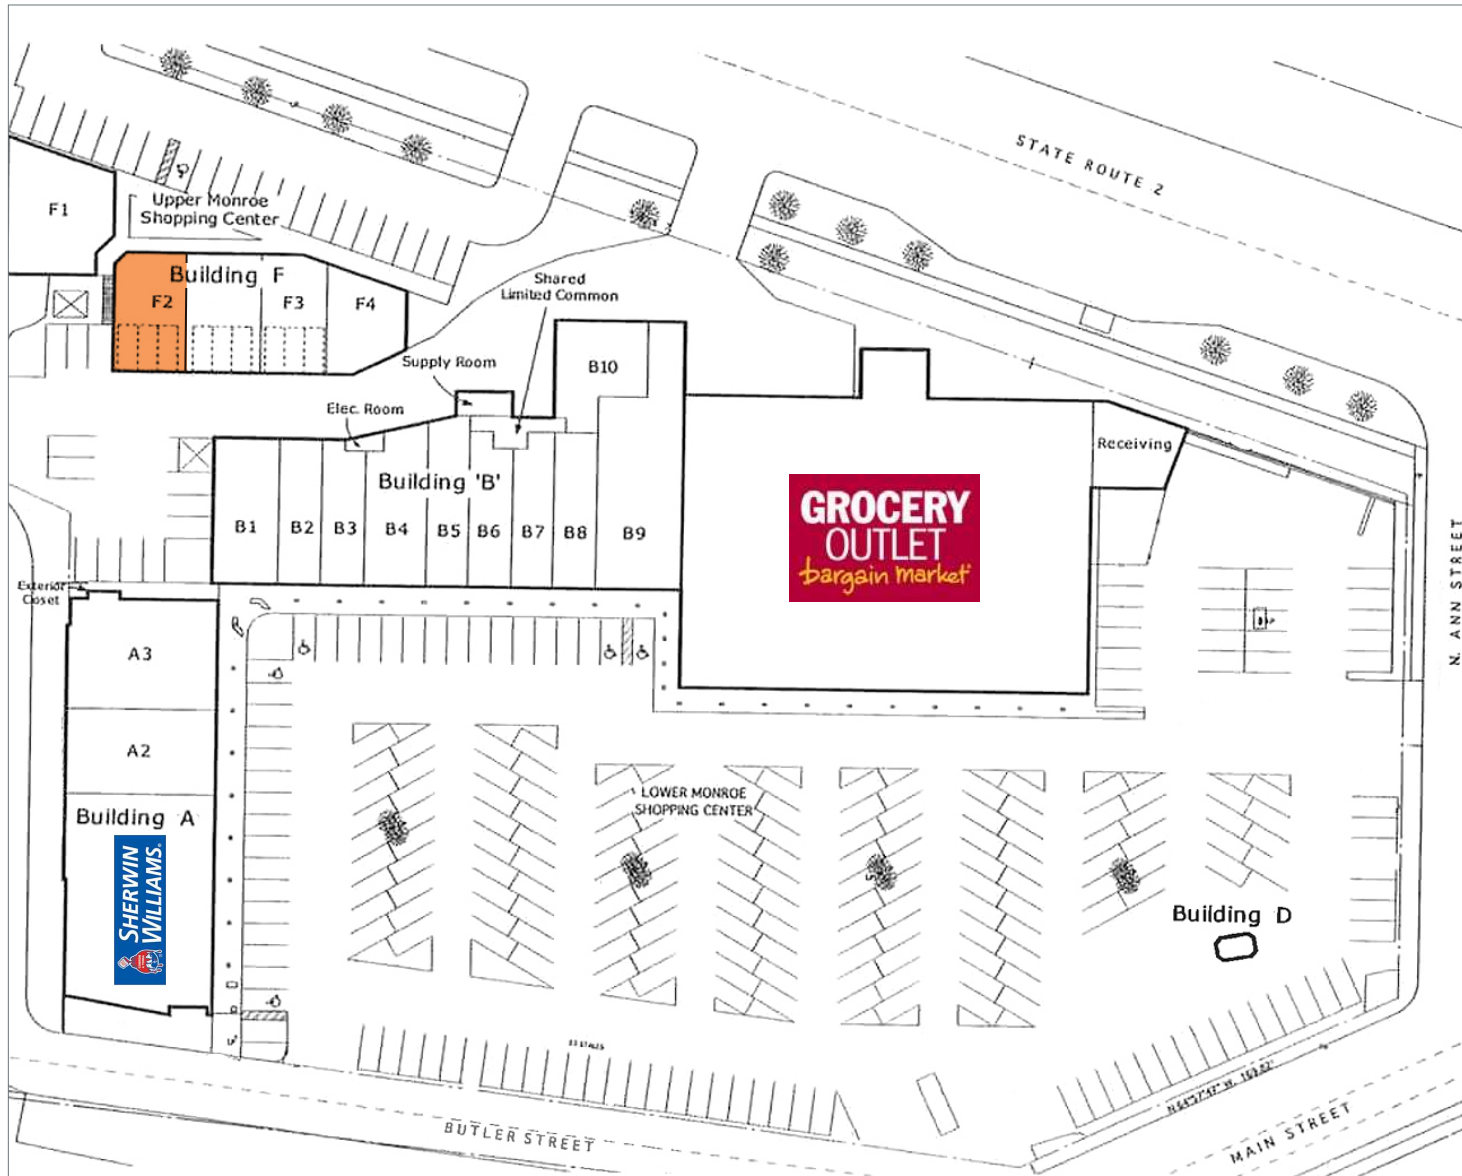 STATE ROUTE 2
F1
Upper Monroe
Shopping Center
Building F
F2
F3
F4
Shared
Limited Common
Supply Room
B10
Elec. Room
Receiving
Building 'B'
B1
B2
B3
B4
B5
B6
B7
B8
B9
GROCERY
OUTLET
bargain market
N. ANN STREET
Exterior
Closet
A3
A2
Building A
SHERWIN
WILLIAMS.
LOWER MONROE
SHOPPING CENTER
Building D
BUTLER STREET
MAIN STREET